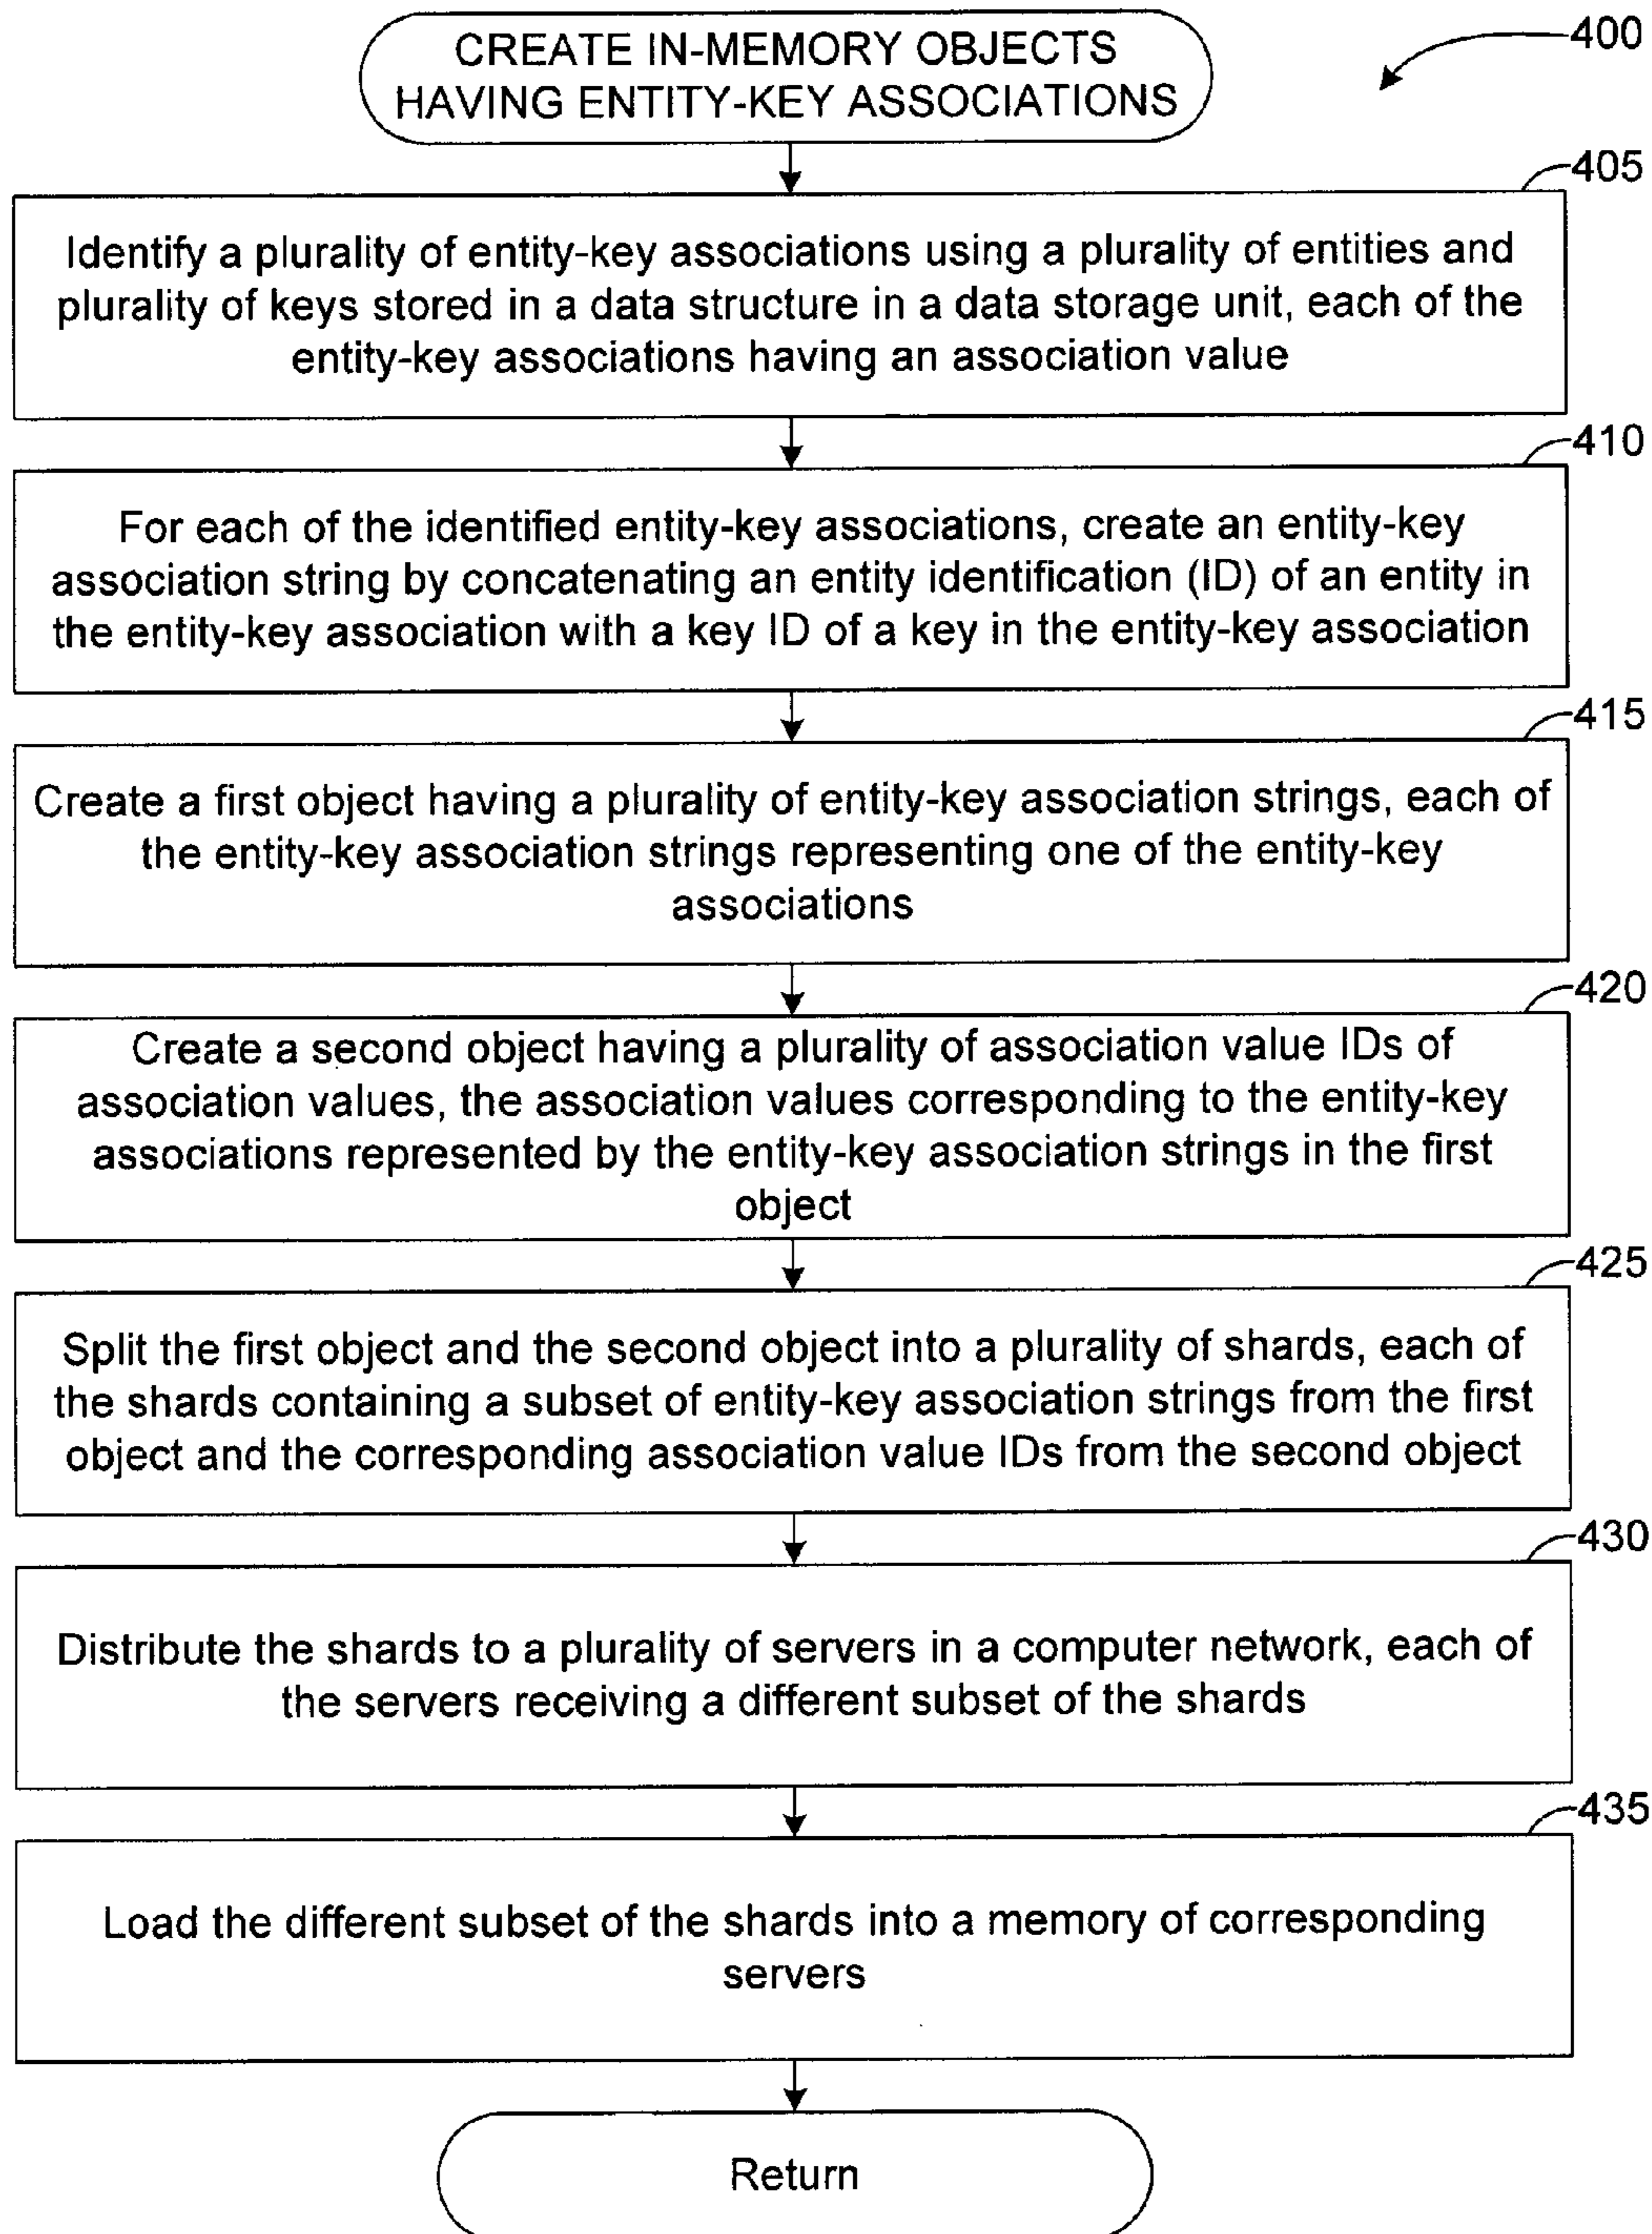 CREATE IN-MEMORY OBJECTS
HAVING ENTITY-KEY ASSOCIATIONS
400
405
Identify a plurality of entity-key associations using a plurality of entities and
plurality of keys stored in a data structure in a data storage unit, each of the
entity-key associations having an association value
410
For each of the identified entity-key associations, create an entity-key
association string by concatenating an entity identification (ID) of an entity in
the entity-key association with a key ID of a key in the entity-key association
415
Create a first object having a plurality of entity-key association strings, each of
the entity-key association strings representing one of the entity-key
associations
420
Create a second object having a plurality of association value IDs of
association values, the association values corresponding to the entity-key
associations represented by the entity-key association strings in the first
object
425
Split the first object and the second object into a plurality of shards, each of
the shards containing a subset of entity-key association strings from the first
object and the corresponding association value IDs from the second object
430
Distribute the shards to a plurality of servers in a computer network, each of
the servers receiving a different subset of the shards
435
Load the different subset of the shards into a memory of corresponding
servers
Return